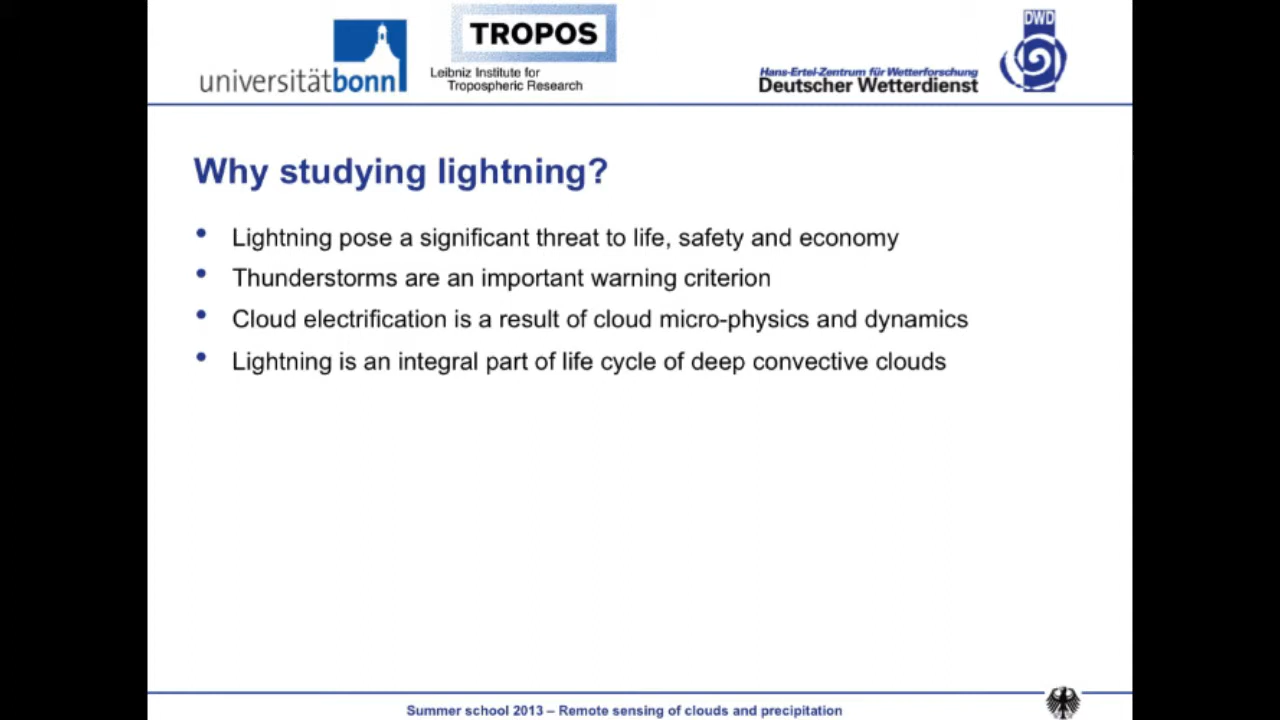 universitätbonn
TROPOS
Leibniz Institute for
Tropospheric Research
Hans-Ertel-Zentrum für Wetterforschung
Deutscher Wetterdienst
DWD
Why studying lightning?
• Lightning pose a significant threat to life, safety and economy
• Thunderstorms are an important warning criterion
• Cloud electrification is a result of cloud micro-physics and dynamics
• Lightning is an integral part of life cycle of deep convective clouds
Summer school 2013 – Remote sensing of clouds and precipitation